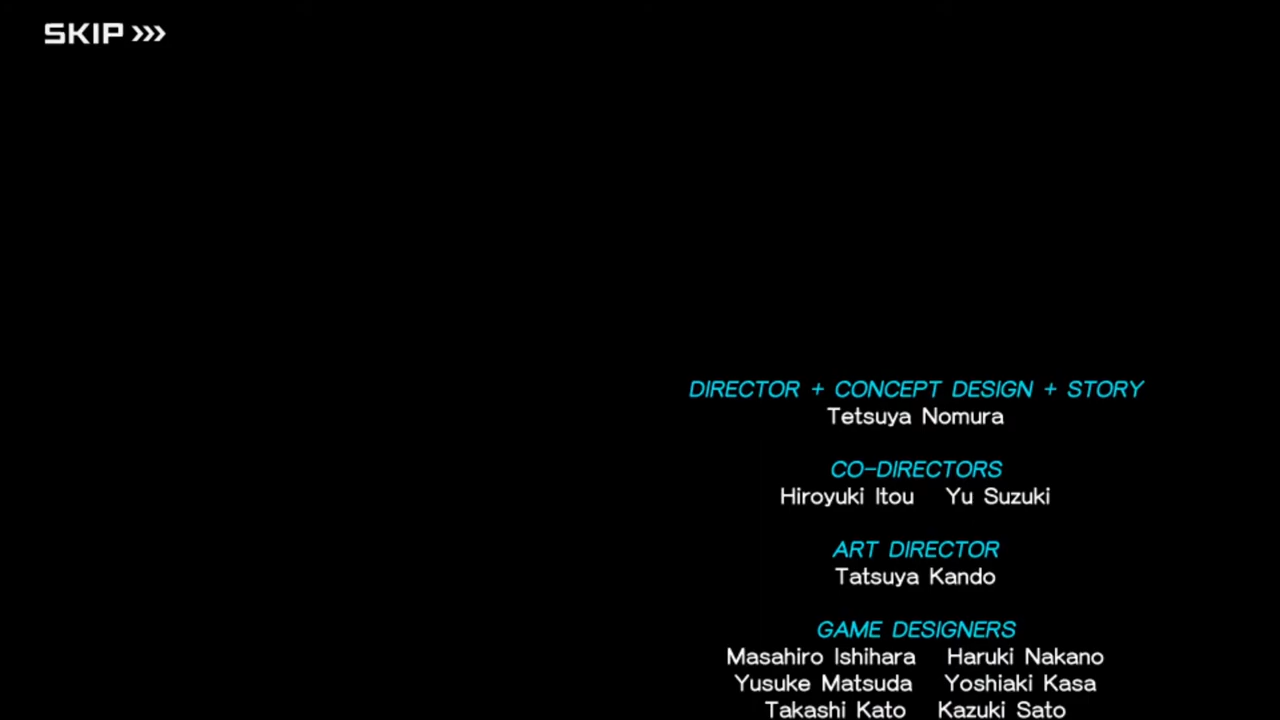 SKIP >>>
DIRECTOR + CONCEPT DESIGN + STORY
Tetsuya Nomura
CO-DIRECTORS
Hiroyuki Itou Yu Suzuki
ART DIRECTOR
Tatsuya Kando
GAME DESIGNERS
Masahiro Ishihara Haruki Nakano
Yusuke Matsuda Yoshiaki Kasa
Takashi Kato Kazuki Sato